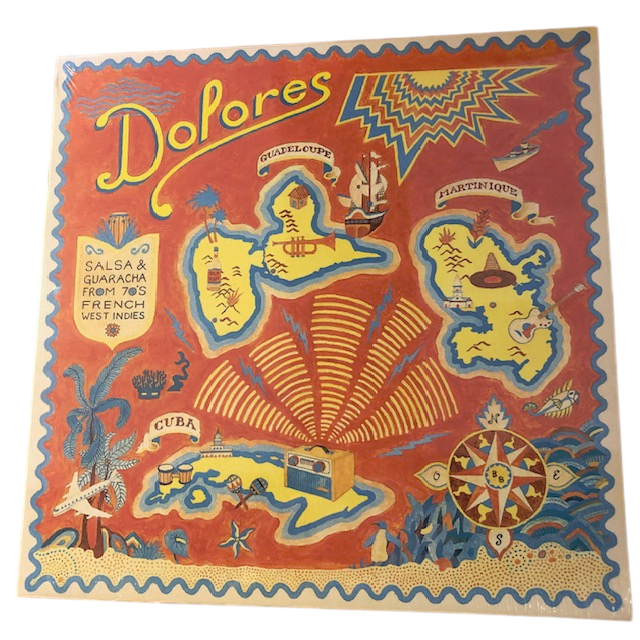 Dolores
GUADELOUPE
MARTINIQUE
SALSA &
GUARACHA
FROM 70'S
FRENCH
WEST INDIES
CUBA
N
O
BB
E
S